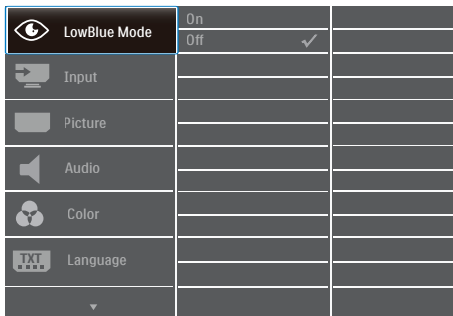 LowBlue Mode
On
Off
Input
Picture
Audio
Color
TXT
Language